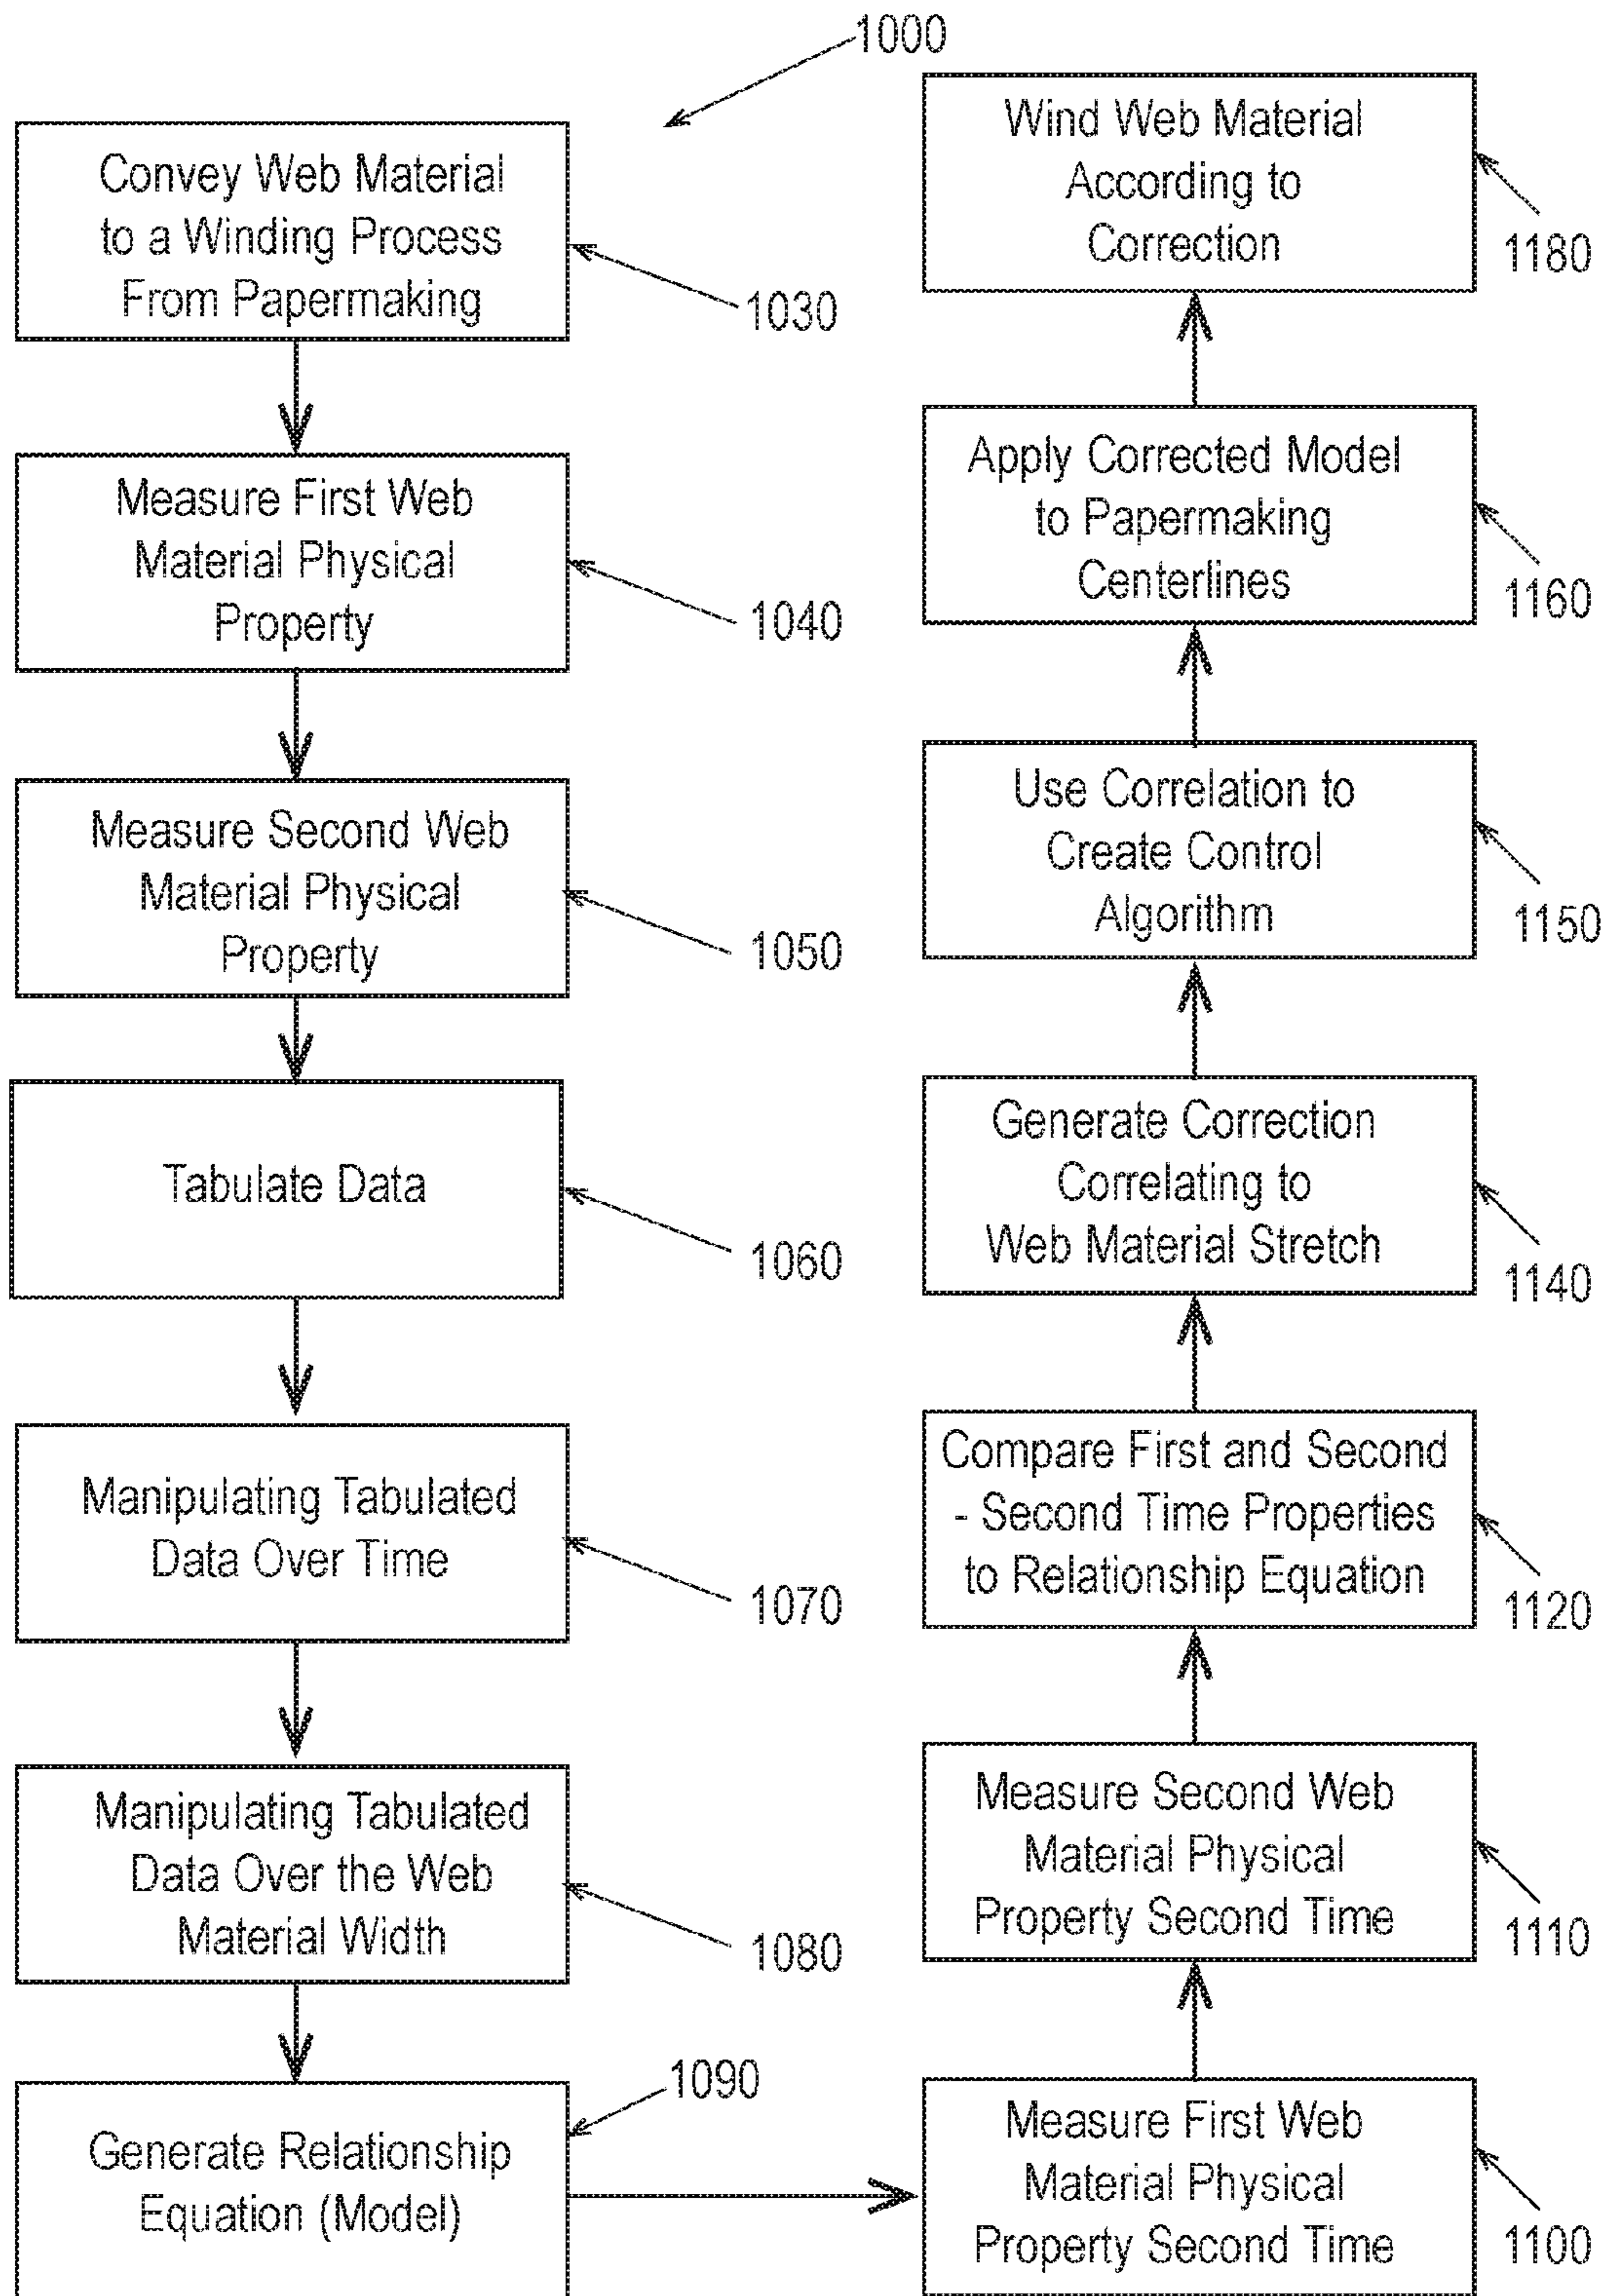 1000
Convey Web Material
to a Winding Process
From Papermaking
1030
Measure First Web
Material Physical
Property
1040
Measure Second Web
Material Physical
Property
1050
Tabulate Data
1060
Manipulating Tabulated
Data Over Time
1070
Manipulating Tabulated
Data Over the Web
Material Width
1080
Generate Relationship
Equation (Model)
1090
Measure First Web
Material Physical
Property Second Time
1100
Measure Second Web
Material Physical
Property Second Time
1110
Compare First and Second
- Second Time Properties
to Relationship Equation
1120
Generate Correction
Correlating to
Web Material Stretch
1140
Use Correlation to
Create Control
Algorithm
1150
Apply Corrected Model
to Papermaking
Centerlines
1160
Wind Web Material
According to
Correction
1180